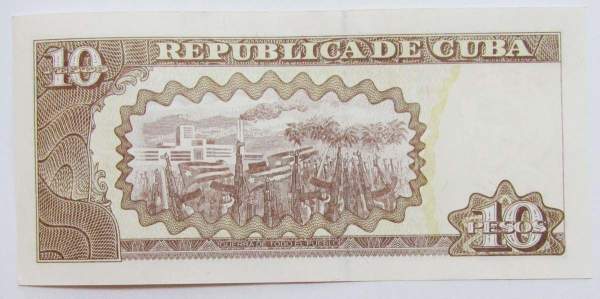 10 REPUBLICA DE CUBA
GUERRA DE TODO EL PUEBLO
10
PESOS